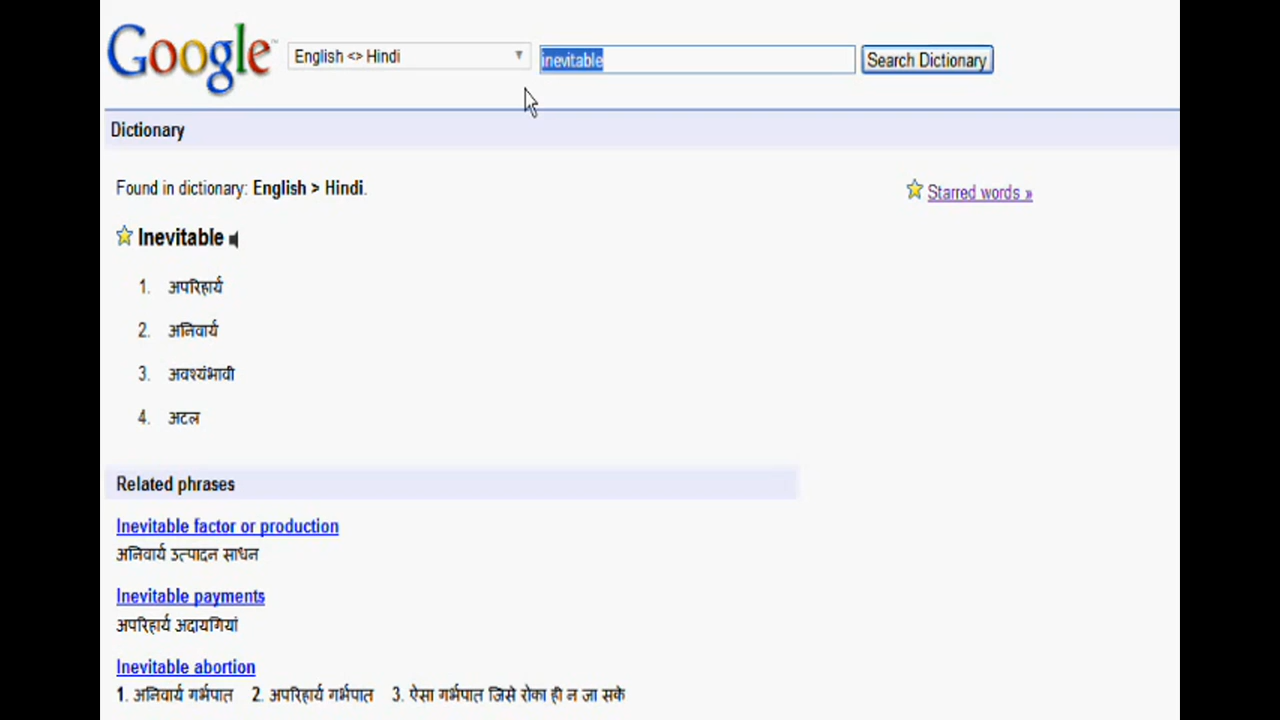 Google™ English <> Hindi inevitable Search Dictionary
Dictionary
Found in dictionary: English > Hindi.
Starred words »
Inevitable
1. अपरिहार्य
2. अनिवार्य
3. अवश्यंभावी
4. अटल
Related phrases
Inevitable factor or production
अनिवार्य उत्पादन साधन
Inevitable payments
अपरिहार्य अदायगियां
Inevitable abortion
1. अनिवार्य गर्भपात 2. अपरिहार्य गर्भपात 3. ऐसा गर्भपात जिसे रोका ही न जा सके